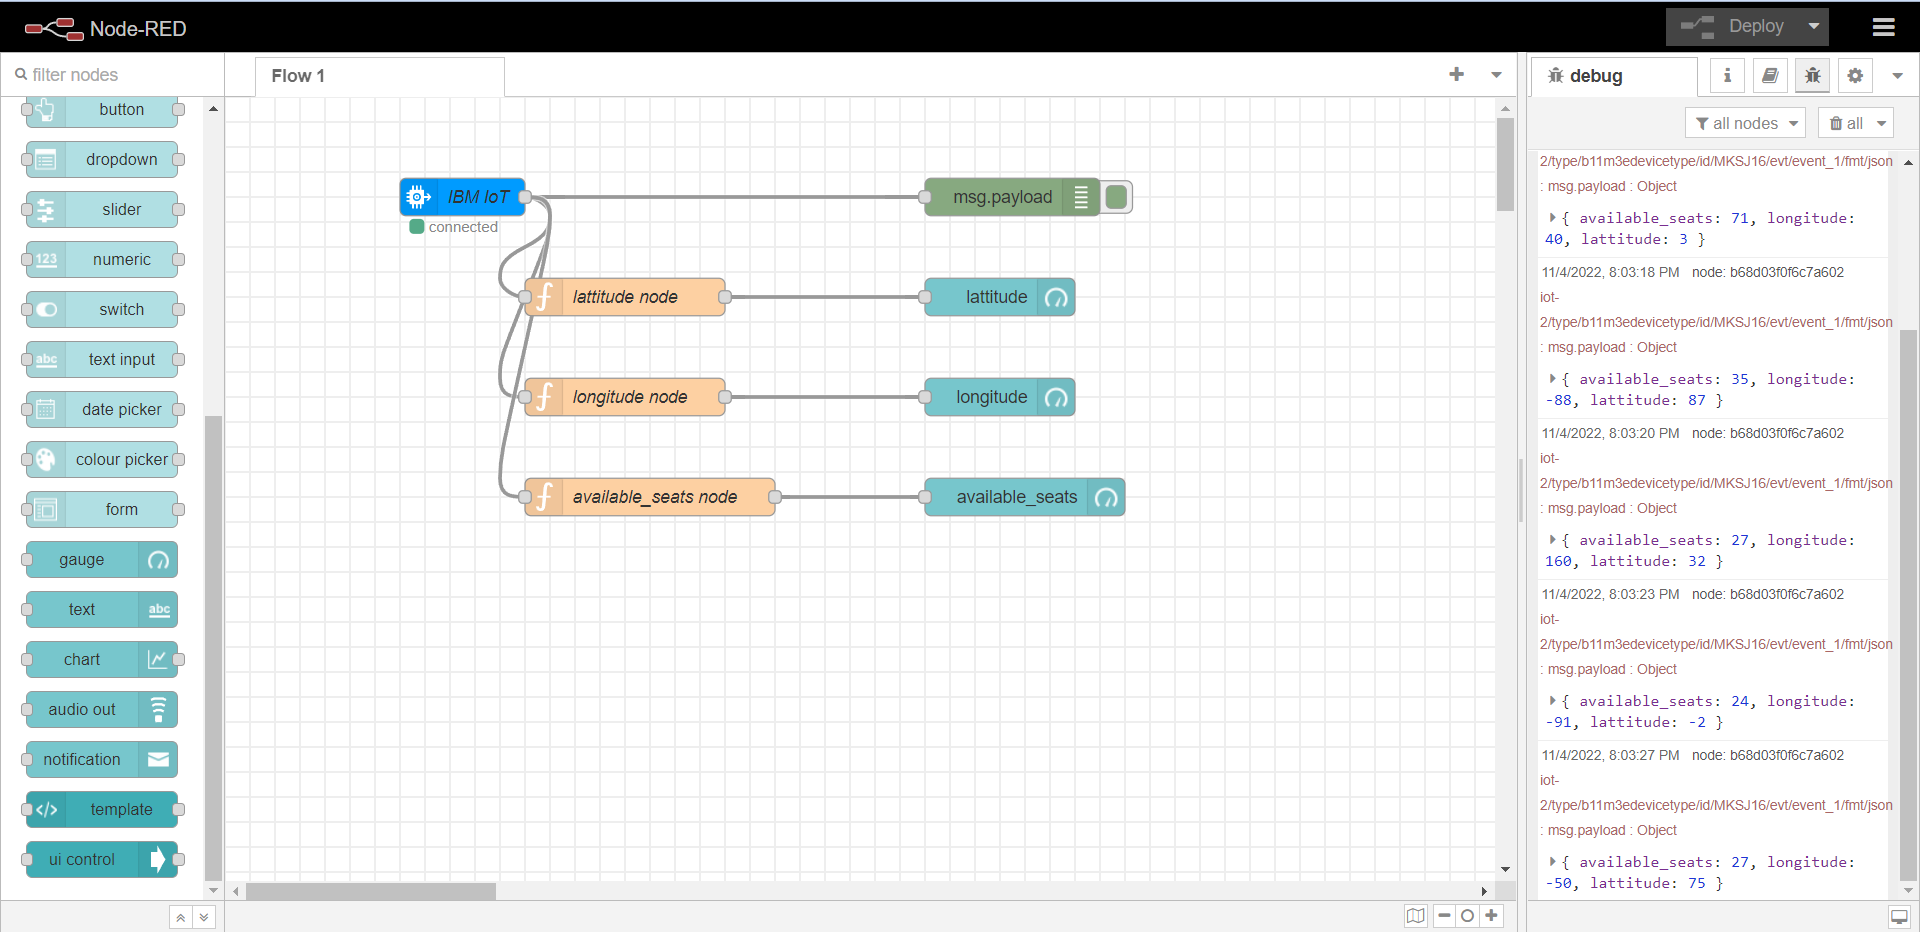 Node-RED
Deploy
filter nodes
Flow 1
debug
all nodes
all
button
dropdown
slider
123
numeric
switch
abc
text input
date picker
colour picker
form
gauge
text
abc
chart
audio out
notification
</>
template
ui control
IBM IoT
connected
msg.payload
f
lattitude node
lattitude
f
longitude node
longitude
f
available_seats node
available_seats
2/type/b11m3edevicetype/id/MKSJ16/evt/event_1/fmt/json
: msg.payload : Object
{ available_seats: 71, longitude:
40, lattitude: 3 }
11/4/2022, 8:03:18 PM node: b68d03f0f6c7a602
iot-
2/type/b11m3edevicetype/id/MKSJ16/evt/event_1/fmt/json
: msg.payload : Object
{ available_seats: 35, longitude:
-88, lattitude: 87 }
11/4/2022, 8:03:20 PM node: b68d03f0f6c7a602
iot-
2/type/b11m3edevicetype/id/MKSJ16/evt/event_1/fmt/json
: msg.payload : Object
{ available_seats: 27, longitude:
160, lattitude: 32 }
11/4/2022, 8:03:23 PM node: b68d03f0f6c7a602
iot-
2/type/b11m3edevicetype/id/MKSJ16/evt/event_1/fmt/json
: msg.payload : Object
{ available_seats: 24, longitude:
-91, lattitude: -2 }
11/4/2022, 8:03:27 PM node: b68d03f0f6c7a602
iot-
2/type/b11m3edevicetype/id/MKSJ16/evt/event_1/fmt/json
: msg.payload : Object
{ available_seats: 27, longitude:
-50, lattitude: 75 }